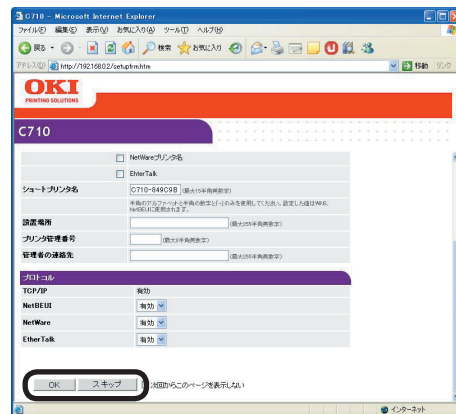 C710 - Microsoft Internet Explorer
ファイル(F) 編集(E) 表示(V) お気に入り(A) ツール(T) ヘルプ(H)
戻る 検索 お気に入り
アドレス(D) http://192.168.0.2/setupfrm.htm 移動 リンク
OKI
PRINTING SOLUTIONS
C710
NetWareプリンタ名
EtherTalk
ショートプリンタ名 C710-849C9B (最大15半角英数字)
半角のアルファベットと半角の数字と「-」のみを使用してください。設定した値はWINS、
NetBEUIに使用されます。
設置場所 (最大255半角英数字)
プリンタ管理番号 (最大8半角英数字)
管理者の連絡先 (最大255半角英数字)
プロトコル
TCP/IP 有効
NetBEUI 有効
NetWare 有効
EtherTalk 有効
OK スキップ 次回からこのページを表示しない
インターネット